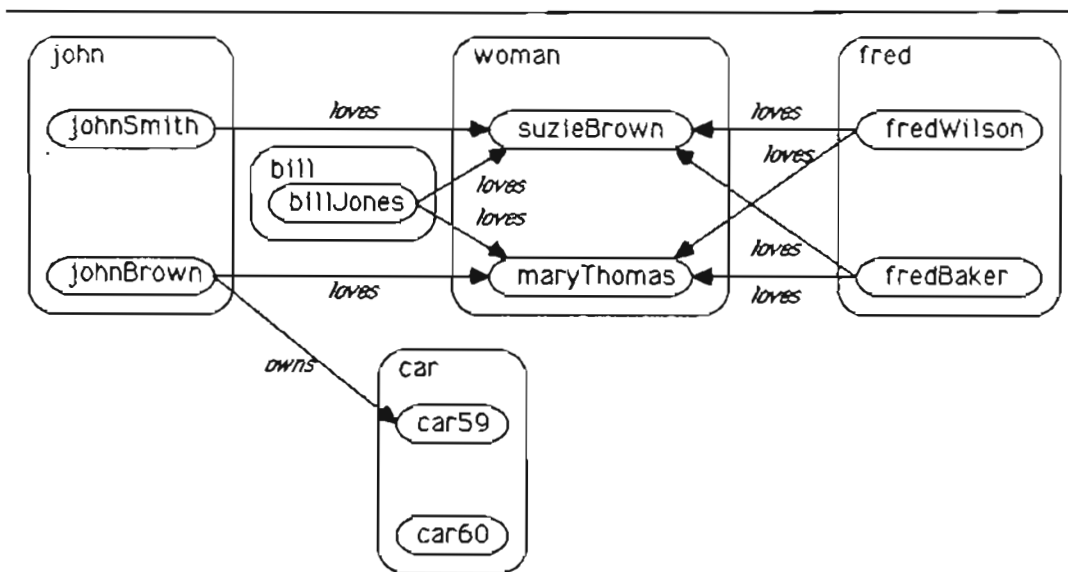 john woman fred
loves loves
johnSmith suzieBrown fredWilson
loves
bill
billJones loves
loves
loves
johnBrown maryThomas fredBaker
loves loves
owns car
car59
car60